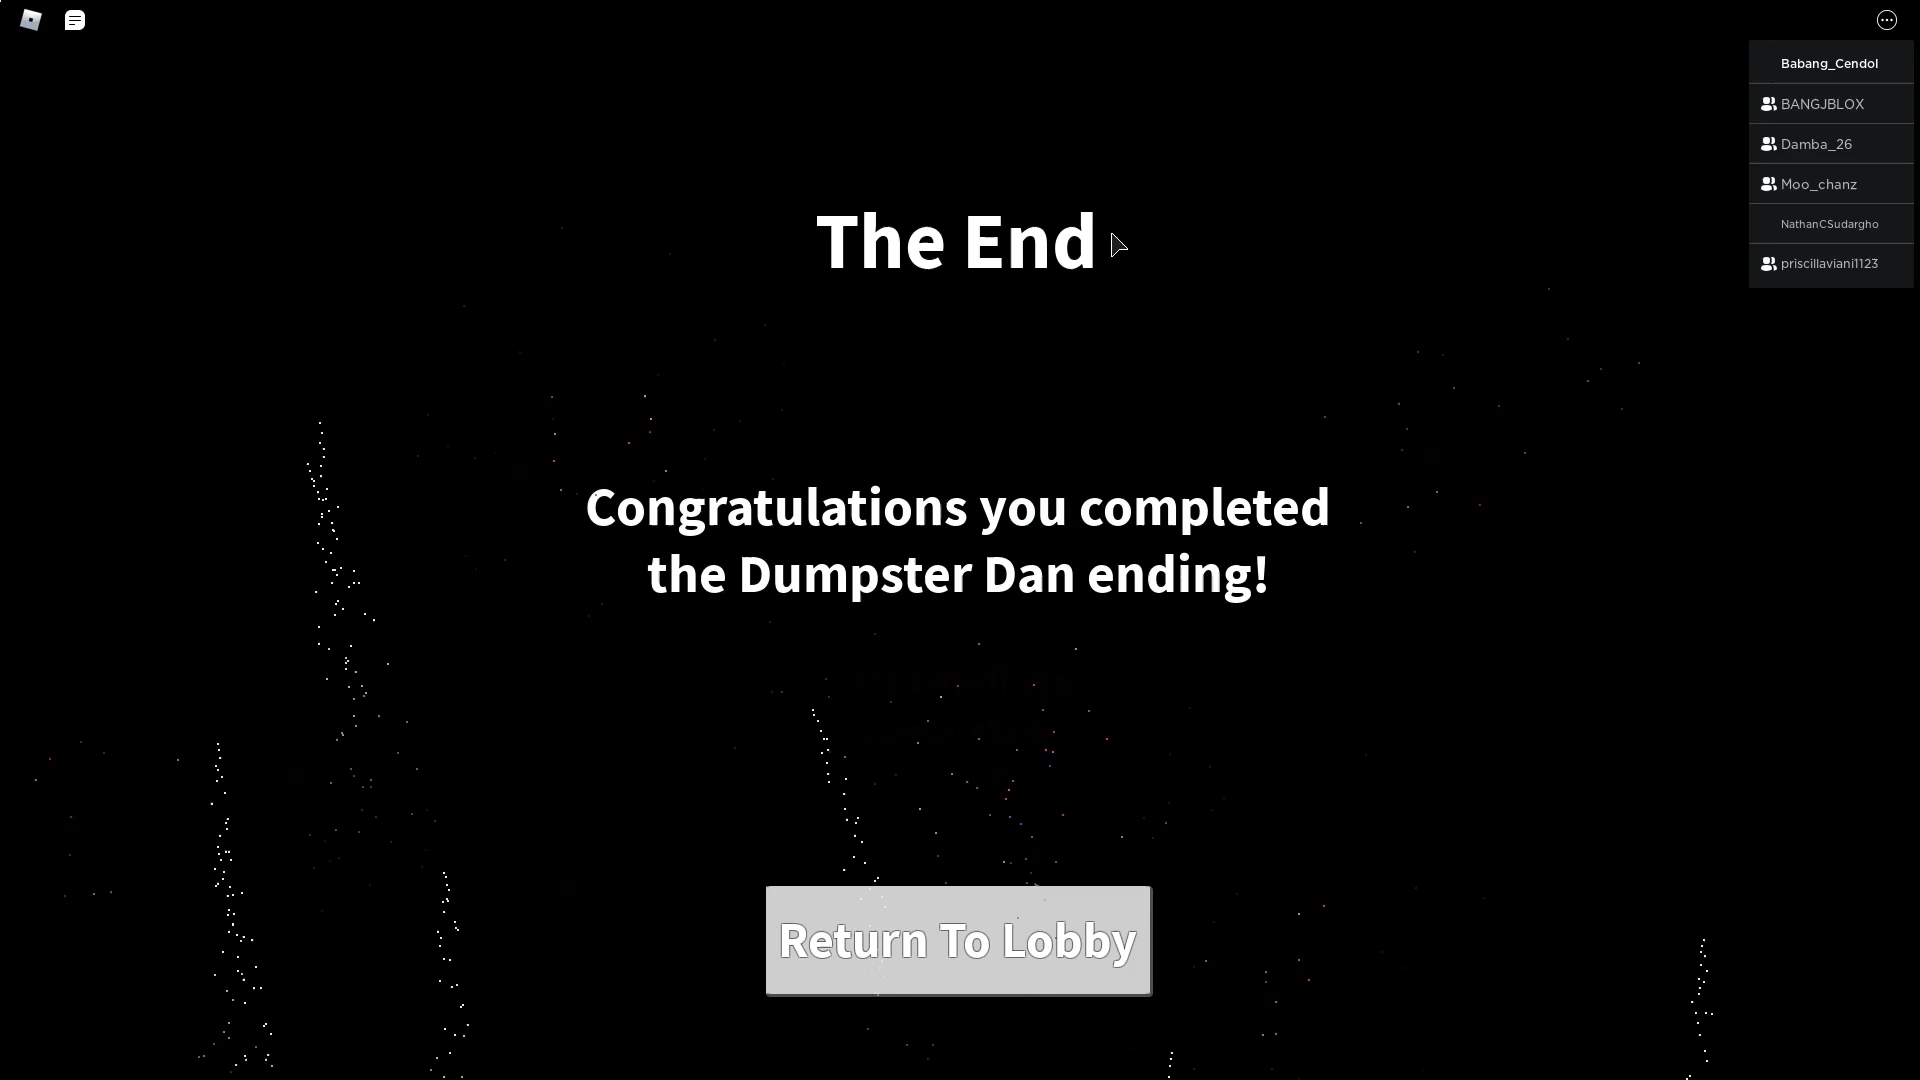 Babang_Cendol
BANGJBLOX
Damba_26
Moo_chanz
NathanCSudargho
priscillaviani1123
The End
Congratulations you completed
the Dumpster Dan ending!
Return To Lobby